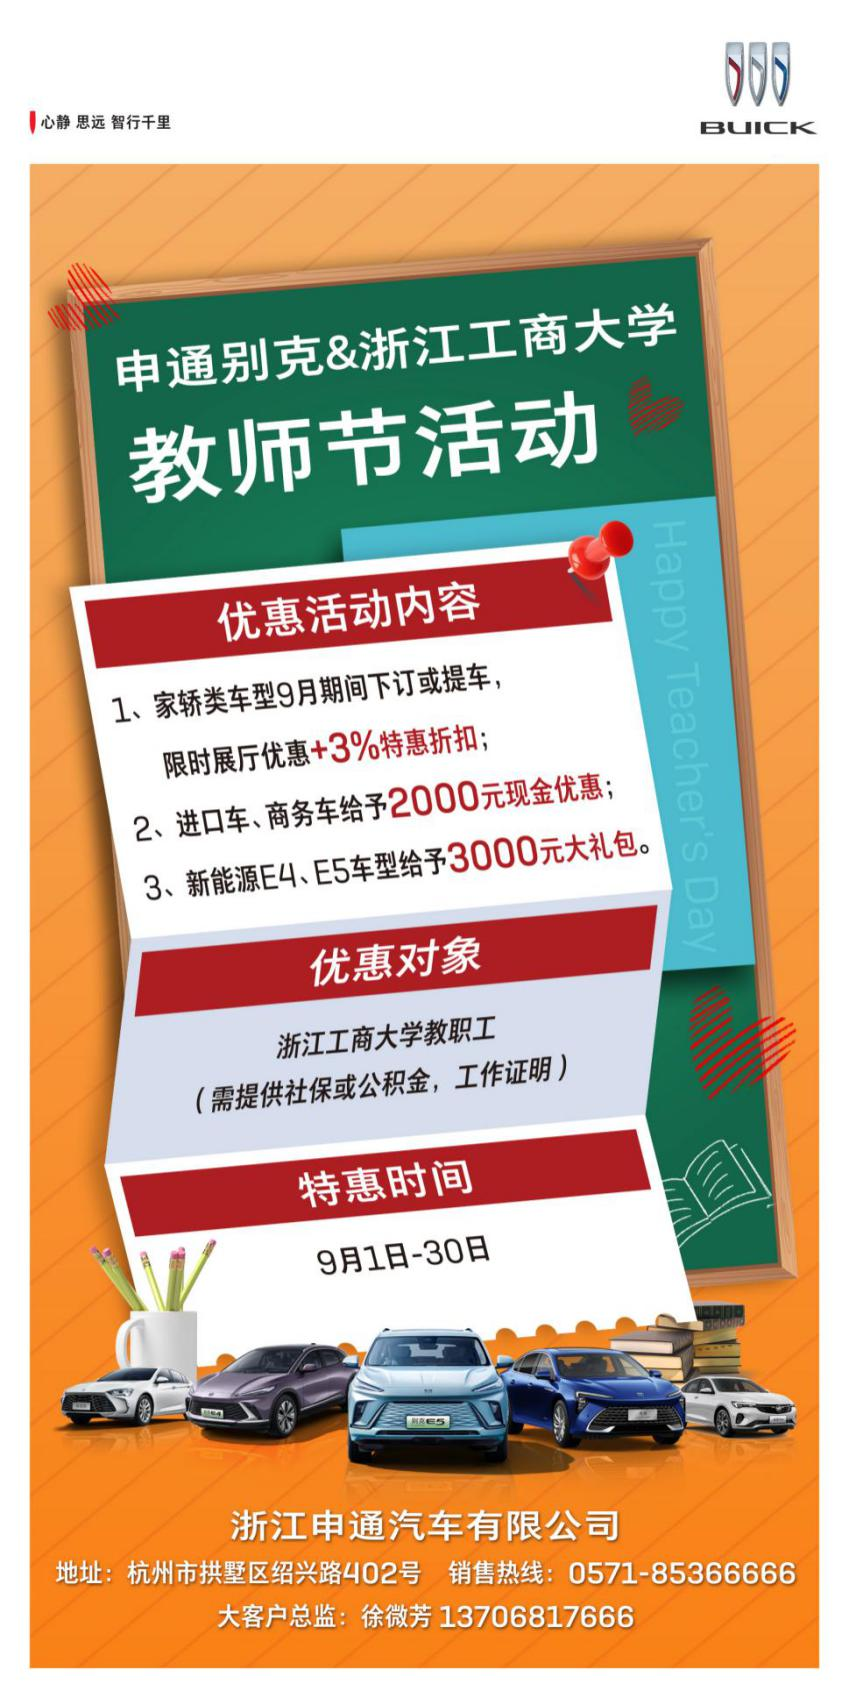 心静 思远 智行千里
BUICK
申通别克&浙江工商大学
教师节活动
Happy Teacher's Day
优惠活动内容
1、家轿类车型9月期间下订或提车，
限时展厅优惠+3%特惠折扣；
2、进口车、商务车给予2000元现金优惠；
3、新能源E4、E5车型给予3000元大礼包。
优惠对象
浙江工商大学教职工
（需提供社保或公积金，工作证明）
特惠时间
9月1日-30日
别克E4
别克E5
浙江申通汽车有限公司
地址：杭州市拱墅区绍兴路402号 销售热线：0571-85366666
大客户总监：徐微芳 13706817666